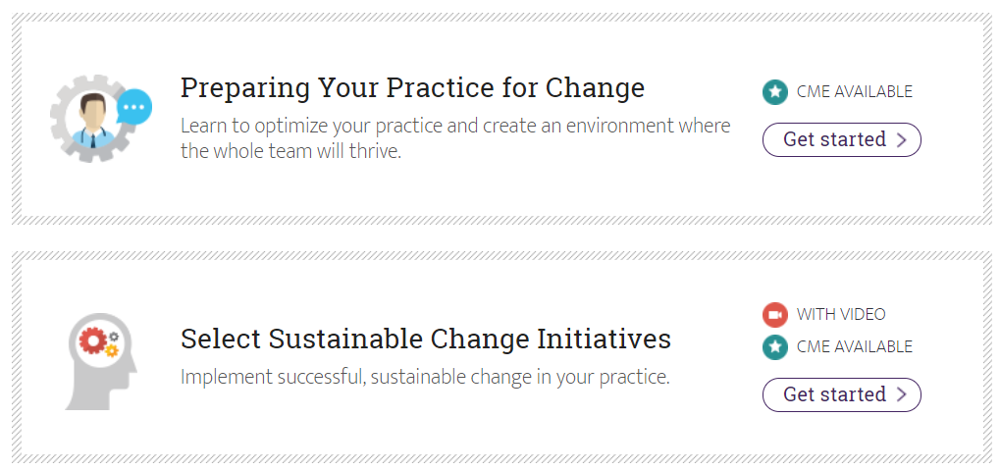 Preparing Your Practice for Change
Learn to optimize your practice and create an environment where
the whole team will thrive.
CME AVAILABLE
Get started
Select Sustainable Change Initiatives
Implement successful, sustainable change in your practice.
WITH VIDEO
CME AVAILABLE
Get started